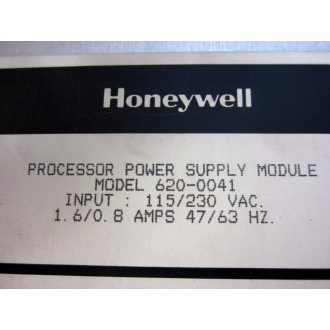 Honeywell
PROCESSOR POWER SUPPLY MODULE
MODEL 620-0041
INPUT : 115/230 VAC.
1.6/0.8 AMPS 47/63 HZ.